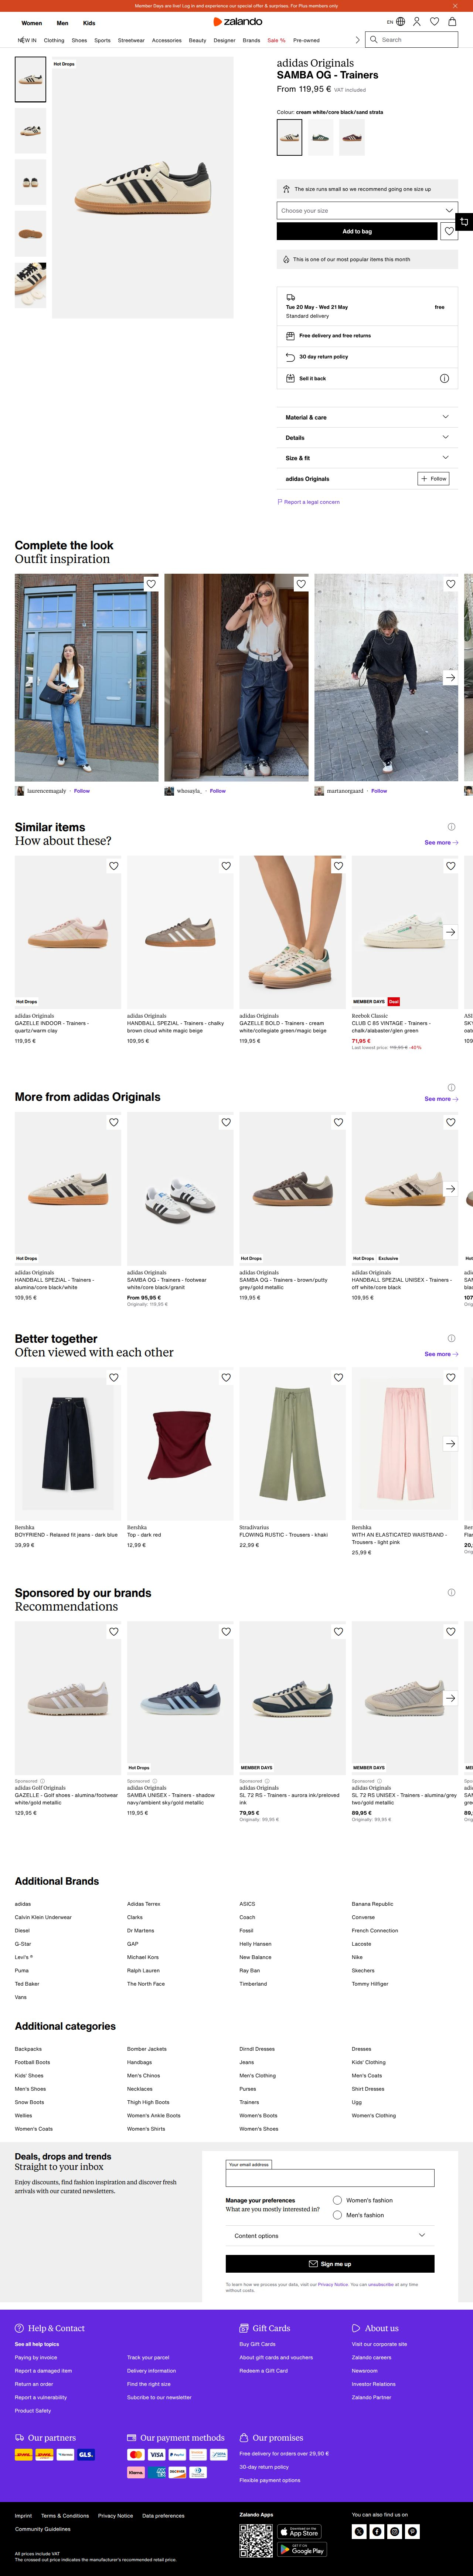 Member Days are live! Log in and experience our special offer & surprises. For Plus members only
Women Men Kids
zalando
EN
NEW IN Clothing Shoes Sports Streetwear Accessories Beauty Designer Brands Sale % Pre-owned
Search
Hot Drops
adidas Originals
SAMBA OG - Trainers
From 119,95 € VAT included
Colour: cream white/core black/sand strata
The size runs small so we recommend going one size up
Choose your size
Add to bag
This is one of our most popular items this month
Tue 20 May - Wed 21 May free
Standard delivery
Free delivery and free returns
30 day return policy
Sell it back
Material & care
Details
Size & fit
adidas Originals
Follow
Report a legal concern
Complete the look
Outfit inspiration
laurencemagaly · Follow
whosayla_ · Follow
martanorgaard · Follow
Similar items
How about these?
See more
Hot Drops
adidas Originals
GAZELLE INDOOR - Trainers -
quartz/warm clay
119,95 €
adidas Originals
HANDBALL SPEZIAL - Trainers - chalky
brown cloud white magic beige
109,95 €
adidas Originals
GAZELLE BOLD - Trainers - cream
white/collegiate green/magic beige
119,95 €
MEMBER DAYS Deal
Reebok Classic
CLUB C 85 VINTAGE - Trainers -
chalk/alabaster/glen green
71,95 €
Last lowest price: 119,95 € -40%
More from adidas Originals
See more
Hot Drops
adidas Originals
HANDBALL SPEZIAL - Trainers -
alumina/core black/white
109,95 €
adidas Originals
SAMBA OG - Trainers - footwear
white/core black/granit
From 95,95 €
Originally: 119,95 €
Hot Drops
adidas Originals
SAMBA OG - Trainers - brown/putty
grey/gold metallic
119,95 €
Hot Drops Exclusive
adidas Originals
HANDBALL SPEZIAL UNISEX - Trainers -
off white/core black
109,95 €
Better together
Often viewed with each other
See more
Bershka
BOYFRIEND - Relaxed fit jeans - dark blue
39,99 €
Bershka
Top - dark red
12,99 €
Stradivarius
FLOWING RUSTIC - Trousers - khaki
22,99 €
Bershka
WITH AN ELASTICATED WAISTBAND -
Trousers - light pink
25,99 €
Sponsored by our brands
Recommendations
Sponsored
adidas Golf Originals
GAZELLE - Golf shoes - alumina/footwear
white/gold metallic
129,95 €
Hot Drops
Sponsored
adidas Originals
SAMBA UNISEX - Trainers - shadow
navy/ambient sky/gold metallic
119,95 €
MEMBER DAYS
Sponsored
adidas Originals
SL 72 RS - Trainers - aurora ink/preloved
ink
79,95 €
Originally: 99,95 €
MEMBER DAYS
Sponsored
adidas Originals
SL 72 RS UNISEX - Trainers - alumina/grey
two/gold metallic
89,95 €
Originally: 99,95 €
Additional Brands
adidas Adidas Terrex ASICS Banana Republic
Calvin Klein Underwear Clarks Coach Converse
Diesel Dr Martens Fossil French Connection
G-Star GAP Helly Hansen Lacoste
Levi's ® Michael Kors New Balance Nike
Puma Ralph Lauren Ray Ban Skechers
Ted Baker The North Face Timberland Tommy Hilfiger
Vans
Additional categories
Backpacks Bomber Jackets Dirndl Dresses Dresses
Football Boots Handbags Jeans Kids' Clothing
Kids' Shoes Men's Chinos Men's Clothing Men's Coats
Men's Shoes Necklaces Purses Shirt Dresses
Snow Boots Thigh High Boots Trainers Ugg
Wellies Women's Ankle Boots Women's Boots Women's Clothing
Women's Coats Women's Shirts Women's Shoes
Deals, drops and trends
Straight to your inbox
Enjoy discounts, find fashion inspiration and discover fresh
arrivals with our curated newsletters.
Your email address
Manage your preferences
What are you mostly interested in?
Women's fashion
Men's fashion
Content options
Sign me up
To learn how we process your data, visit our Privacy Notice. You can unsubscribe at any time
without costs.
Help & Contact
See all help topics
Paying by invoice Track your parcel
Report a damaged item Delivery information
Return an order Find the right size
Report a vulnerability Subcribe to our newsletter
Product Safety
Gift Cards
Buy Gift Cards
About gift cards and vouchers
Redeem a Gift Card
About us
Visit our corporate site
Zalando careers
Newsroom
Investor Relations
Zalando Partner
Our partners
GLS.
Our payment methods
VISA PayPal
Klarna. DISCOVER
Our promises
Free delivery for orders over 29,90 €
30-day return policy
Flexible payment options
Imprint Terms & Conditions Privacy Notice Data preferences
Community Guidelines
Zalando Apps
Download on the
App Store
GET IT ON
Google Play
You can also find us on
All prices include VAT
The crossed out price indicates the manufacturer's recommended retail price.